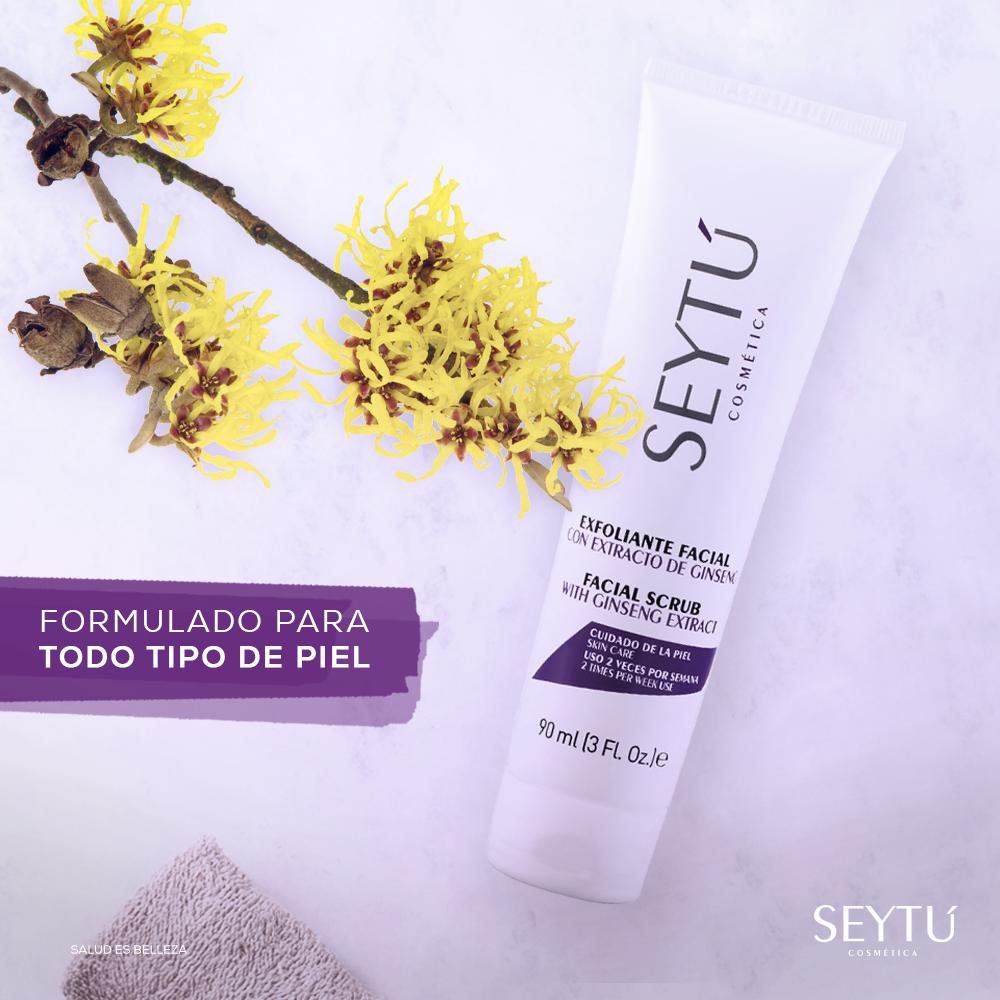 SEYTÚ
COSMÉTICA
EXFOLIANTE FACIAL
CON EXTRACTO DE GINSENG
FACIAL SCRUB
WITH GINSENG EXTRACT
CUIDADO DE LA PIEL
SKIN CARE
USO 2 VECES POR SEMANA
2 TIMES PER WEEK USE
90 ml (3 Fl. Oz.)e
FORMULADO PARA
TODO TIPO DE PIEL
SALUD ES BELLEZA
SEYTÚ
COSMÉTICA